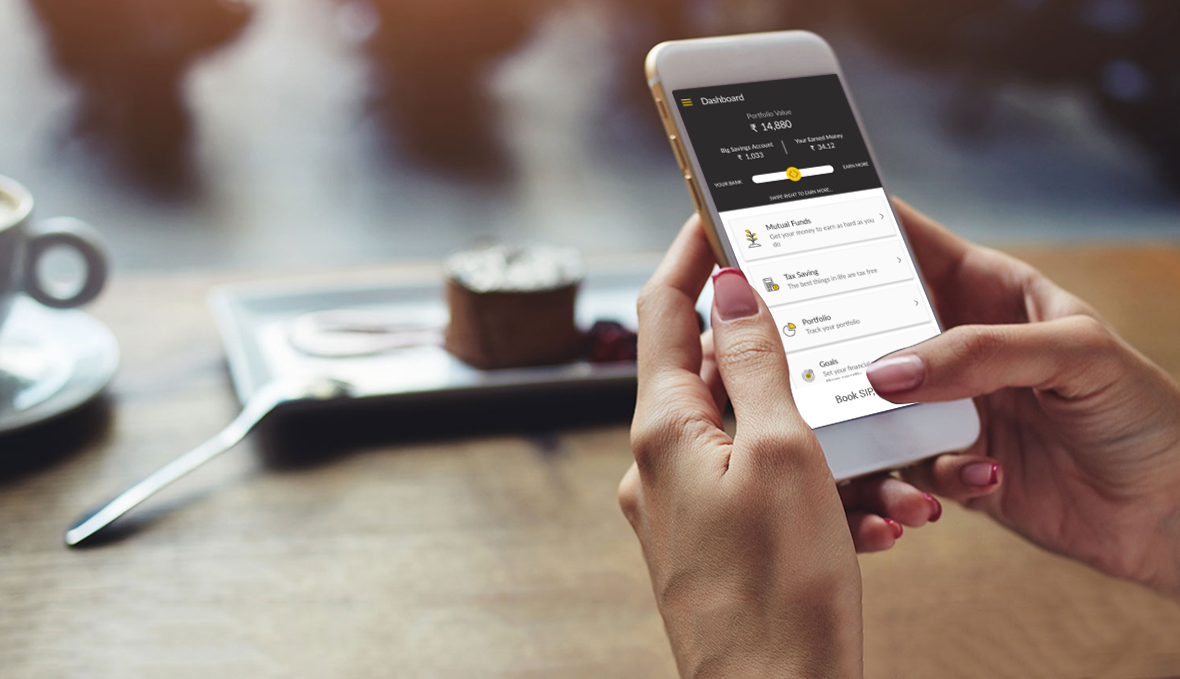 Dashboard
Portfolio Value
₹ 14,880
Big Savings Account
₹ 1,033
Your Earned Money
₹ 34.12
YOUR BANK
EARN MORE
SWIPE RIGHT TO EARN MORE...
Mutual Funds
Get your money to earn as hard as you
do
Tax Saving
The best things in life are tax free
Portfolio
Track your portfolio
Goals
Set your financial
Book SIP,